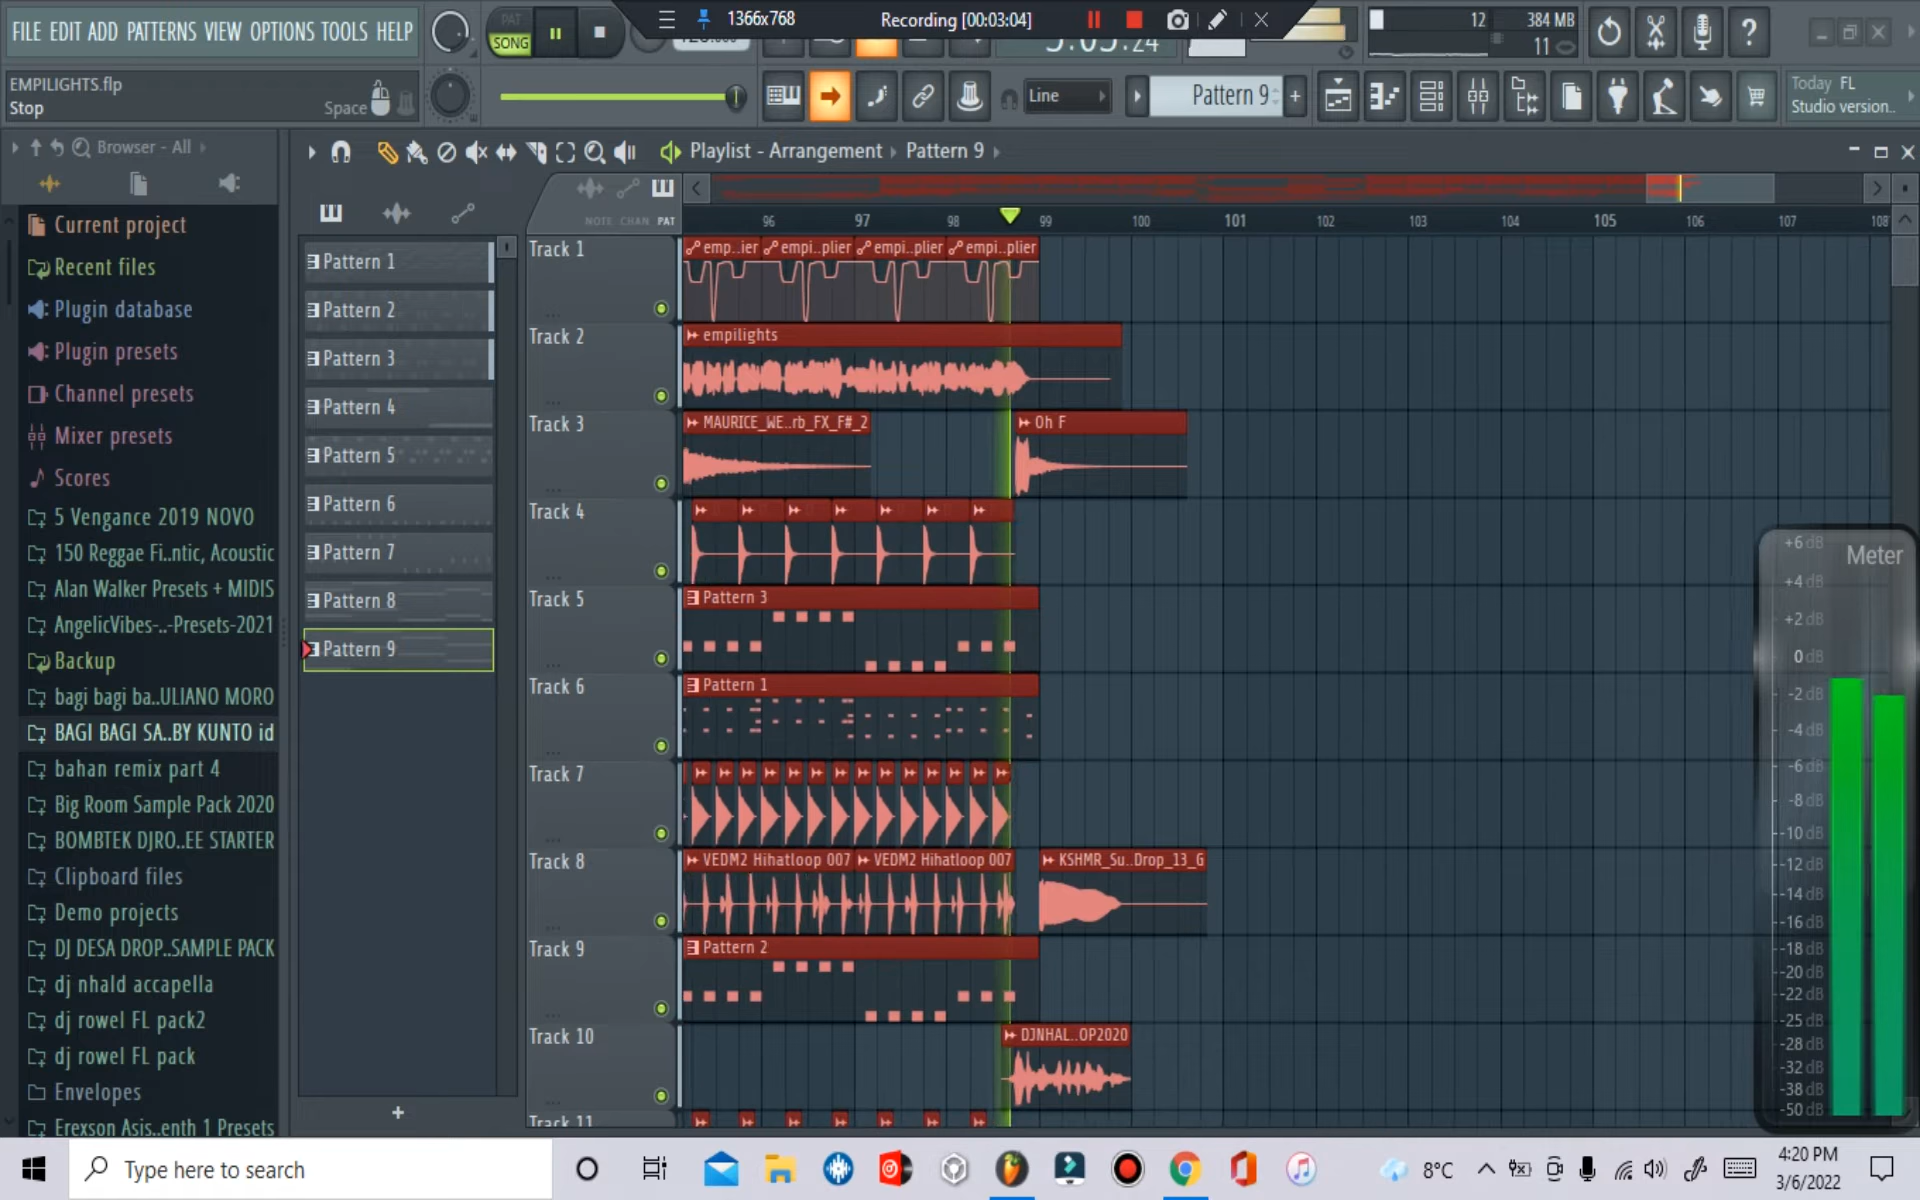 1366x768
Recording [00:03:04]
FILE EDIT ADD PATTERNS VIEW OPTIONS TOOLS HELP
PAT
SONG
12
384 MB
11
EMPILIGHTS.flp
Stop
Space
Line
Pattern 9
Today FL
Studio version..
Browser - All
Playlist - Arrangement
Pattern 9
NOTE CHAN PAT
96
97
98
99
100
101
102
103
104
105
106
107
108
Current project
Recent files
Plugin database
Plugin presets
Channel presets
Mixer presets
Scores
5 Vengance 2019 NOVO
150 Reggae Fi..ntic, Acoustic
Alan Walker Presets + MIDIS
AngelicVibes-..-Presets-2021
Backup
bagi bagi ba..ULIANO MORO
BAGI BAGI SA..BY KUNTO id
bahan remix part 4
Big Room Sample Pack 2020
BOMBTEK DJRO..EE STARTER
Clipboard files
Demo projects
DJ DESA DROP..SAMPLE PACK
dj nhald accapella
dj rowel FL pack2
dj rowel FL pack
Envelopes
Erexson Asis..enth 1 Presets
Pattern 1
Pattern 2
Pattern 3
Pattern 4
Pattern 5
Pattern 6
Pattern 7
Pattern 8
Pattern 9
+
Track 1
emp..ier
empi..plier
empi..plier
empi..plier
Track 2
empilights
Track 3
MAURICE_WE..rb_FX_F#_2
Oh F
Track 4
Track 5
Pattern 3
Track 6
Pattern 1
Track 7
Track 8
VEDM2 Hihatloop 007
VEDM2 Hihatloop 007
KSHMR_Su..Drop_13_G
Track 9
Pattern 2
Track 10
DJNHAL..OP2020
Track 11
Meter
+6 dB
+4 dB
+2 dB
0 dB
-2 dB
-4 dB
-6 dB
-8 dB
-10 dB
-12 dB
-14 dB
-16 dB
-18 dB
-20 dB
-22 dB
-25 dB
-28 dB
-32 dB
-38 dB
-50 dB
Type here to search
8°C
4:20 PM
3/6/2022